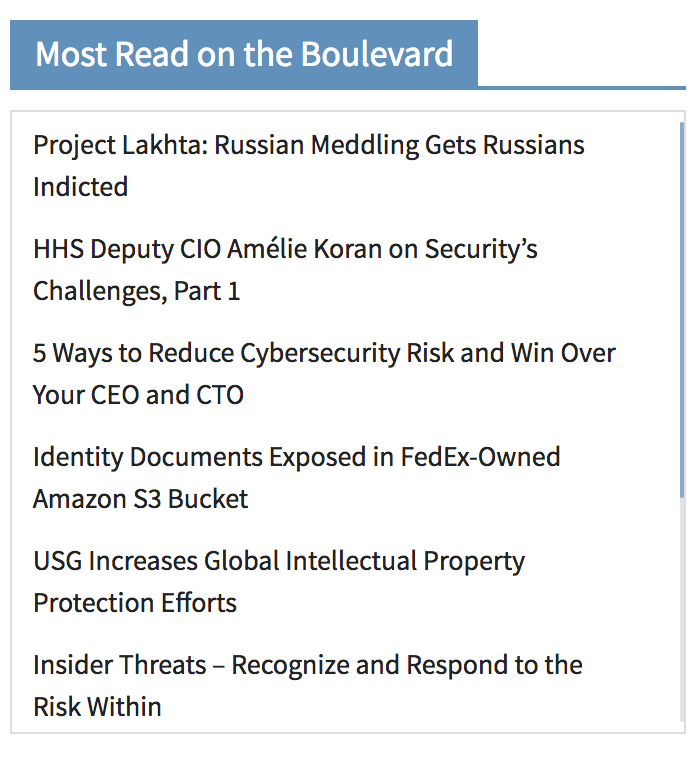 Most Read on the Boulevard
Project Lakhta: Russian Meddling Gets Russians
Indicted
HHS Deputy CIO Amélie Koran on Security’s
Challenges, Part 1
5 Ways to Reduce Cybersecurity Risk and Win Over
Your CEO and CTO
Identity Documents Exposed in FedEx-Owned
Amazon S3 Bucket
USG Increases Global Intellectual Property
Protection Efforts
Insider Threats – Recognize and Respond to the
Risk Within